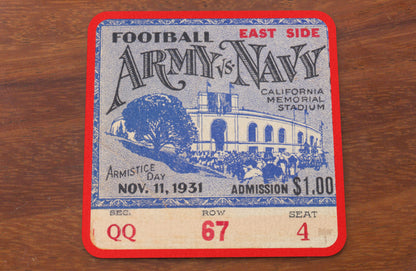 FOOTBALL EAST SIDE
ARMY VS. NAVY
CALIFORNIA
MEMORIAL
STADIUM
ARMISTICE
DAY
NOV. 11, 1931 ADMISSION $1.00
SEC. ROW SEAT
QQ 67 4